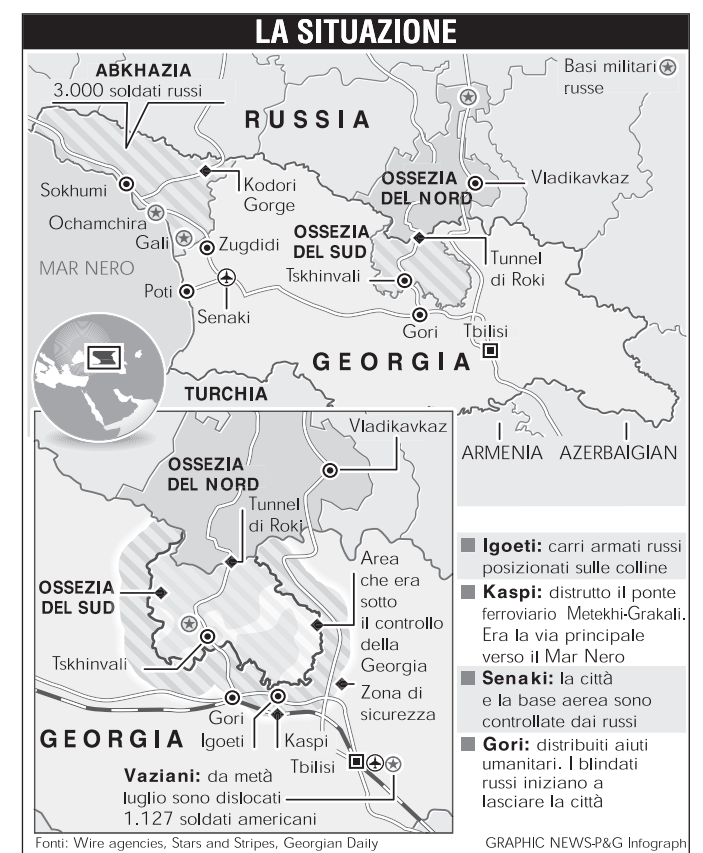 LA SITUAZIONE
ABKHAZIA
3.000 soldati russi
Basi militari
russe
RUSSIA
Sokhumi
Kodori
Gorge
OSSEZIA
DEL NORD
Vladikavkaz
Ochamchira
Gali
Zugdidi
OSSEZIA
DEL SUD
Tskhinvali
Tunnel
di Roki
MAR NERO
Poti
Senaki
Gori
Tbilisi
GEORGIA
TURCHIA
ARMENIA
AZERBAIGIAN
Vladikavkaz
OSSEZIA
DEL NORD
Tunnel
di Roki
Area
che era
sotto
il controllo
della
Georgia
OSSEZIA
DEL SUD
Tskhinvali
Zona di
sicurezza
Gori
Igoeti
Kaspi
GEORGIA
Tbilisi
Vaziani: da metà
luglio sono dislocati
1.127 soldati americani
Igoeti: carri armati russi
posizionati sulle colline
Kaspi: distrutto il ponte
ferroviario Metekhi-Grakali.
Era la via principale
verso il Mar Nero
Senaki: la città
e la base aerea sono
controllate dai russi
Gori: distribuiti aiuti
umanitari. I blindati
russi iniziano a
lasciare la città
Fonti: Wire agencies, Stars and Stripes, Georgian Daily
GRAPHIC NEWS-P&G Infograph